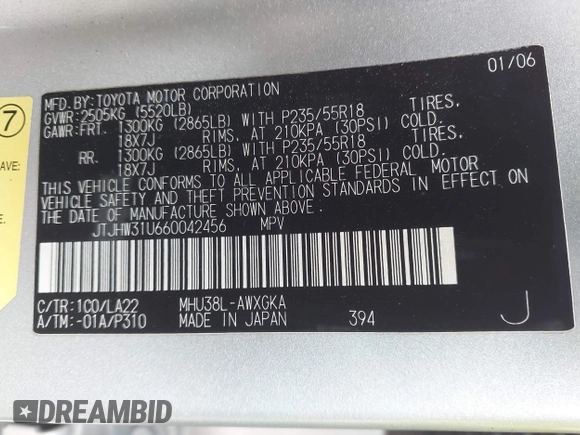 01/06
MFD.BY:TOYOTA MOTOR CORPORATION
GVWR:2505KG (5520LB)
GAWR:FRT. 1300KG (2865LB) WITH P235/55R18 TIRES,
18X7J RIMS, AT 210KPA (30PSI) COLD.
RR. 1300KG (2865LB) WITH P235/55R18 TIRES,
18X7J RIMS, AT 210KPA (30PSI) COLD.
THIS VEHICLE CONFORMS TO ALL APPLICABLE FEDERAL MOTOR
VEHICLE SAFETY AND THEFT PREVENTION STANDARDS IN EFFECT ON
THE DATE OF MANUFACTURE SHOWN ABOVE.
JTJHW31U660042456 MPV
C/TR:1C0/LA22 MHU38L-AWXGKA
A/TM:-01A/P310 MADE IN JAPAN 394 J
7
AVE:
DREAMBID